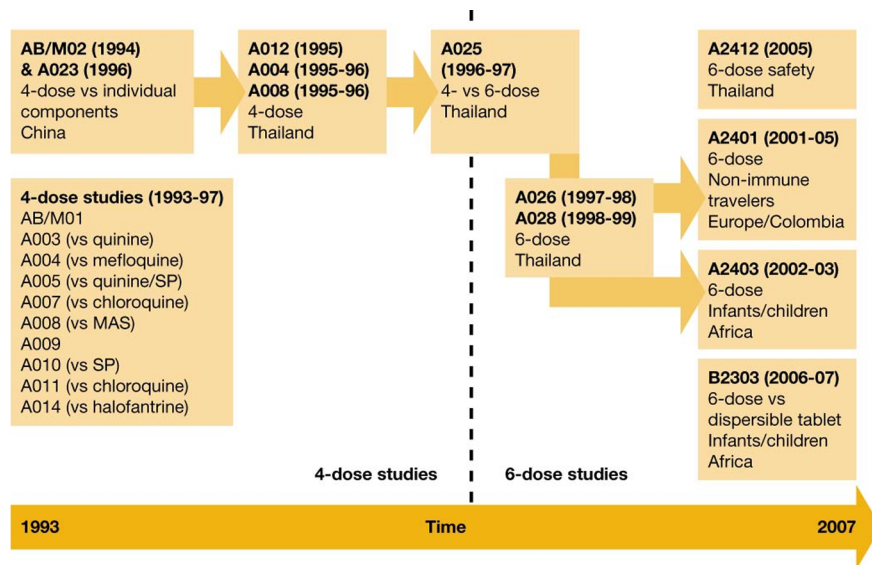 AB/M02 (1994)
& A023 (1996)
4-dose vs individual
components
China
A012 (1995)
A004 (1995-96)
A008 (1995-96)
4-dose
Thailand
A025
(1996-97)
4- vs 6-dose
Thailand
A2412 (2005)
6-dose safety
Thailand
A2401 (2001-05)
6-dose
Non-immune
travelers
Europe/Colombia
4-dose studies (1993-97)
AB/M01
A003 (vs quinine)
A004 (vs mefloquine)
A005 (vs quinine/SP)
A007 (vs chloroquine)
A008 (vs MAS)
A009
A010 (vs SP)
A011 (vs chloroquine)
A014 (vs halofantrine)
A026 (1997-98)
A028 (1998-99)
6-dose
Thailand
A2403 (2002-03)
6-dose
Infants/children
Africa
B2303 (2006-07)
6-dose vs
dispersible tablet
Infants/children
Africa
4-dose studies
6-dose studies
1993
Time
2007